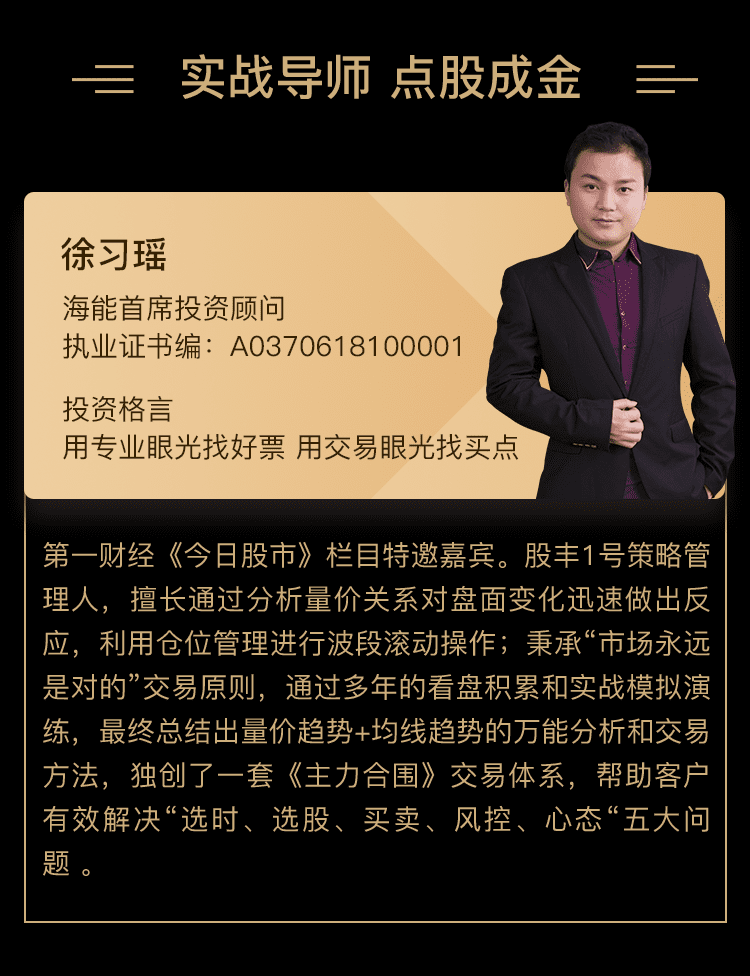 实战导师 点股成金
徐习瑶
海能首席投资顾问
执业证书编：A0370618100001
投资格言
用专业眼光找好票 用交易眼光找买点
第一财经《今日股市》栏目特邀嘉宾。股丰1号策略管
理人，擅长通过分析量价关系对盘面变化迅速做出反
应，利用仓位管理进行波段滚动操作；秉承“市场永远
是对的”交易原则，通过多年的看盘积累和实战模拟演
练，最终总结出量价趋势+均线趋势的万能分析和交易
方法，独创了一套《主力合围》交易体系，帮助客户
有效解决“选时、选股、买卖、风控、心态“五大问
题 。